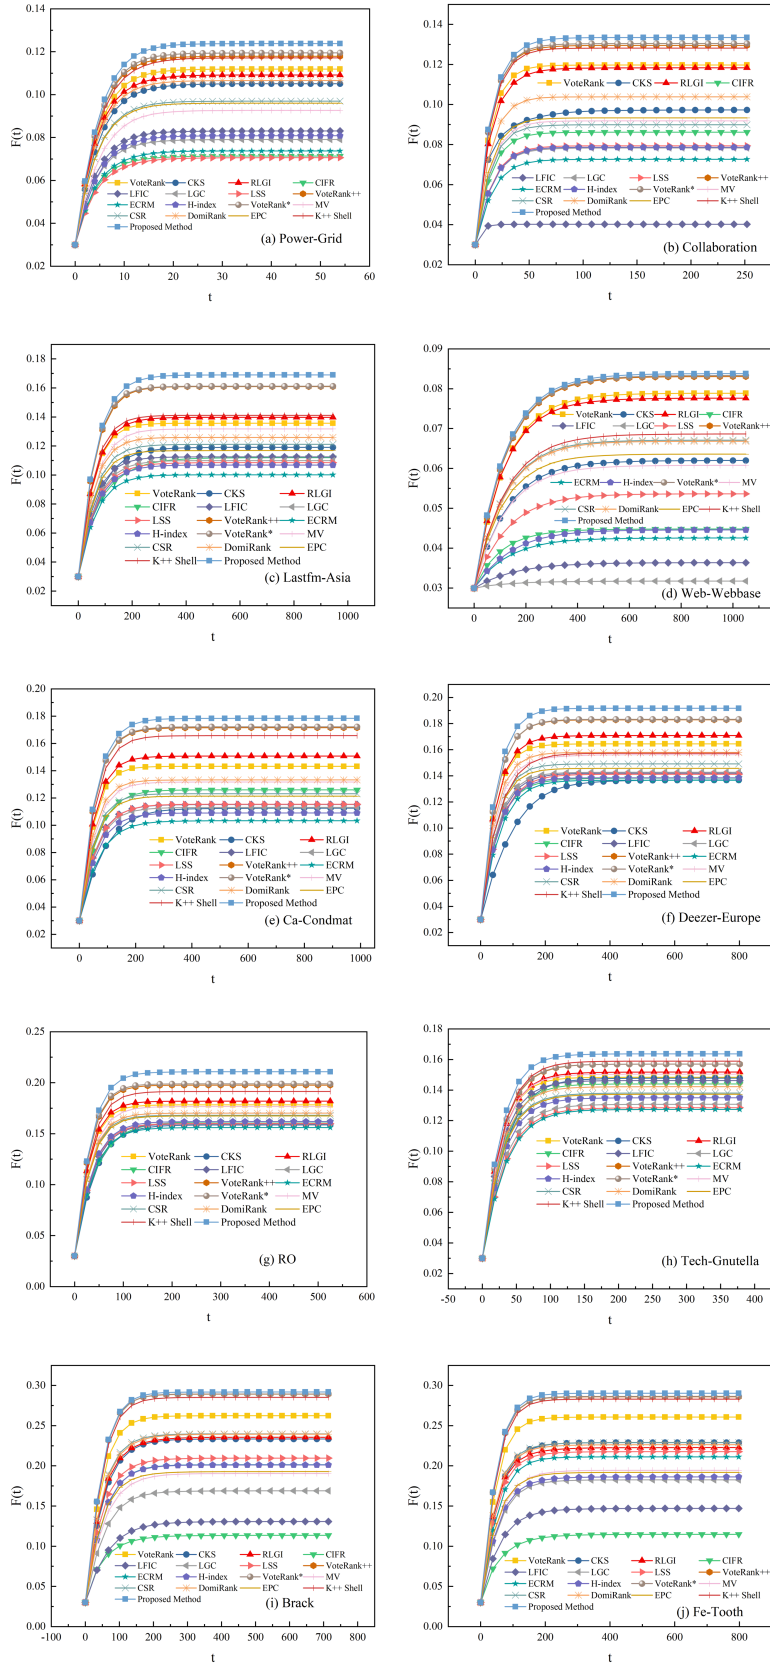 F(t)
0.14
0.12
0.10
0.08
0.06
0.04
0.02
VoteRank CKS RLGI CIFR
LFIC LGC LSS VoteRank++
ECRM H-index VoteRank* MV
CSR DomiRank EPC K++ Shell
Proposed Method
(a) Power-Grid
0 10 20 30 40 50 60
t
F(t)
0.14
0.12
0.10
0.08
0.06
0.04
0.02
VoteRank CKS RLGI CIFR
LFIC LGC LSS VoteRank++
ECRM H-index VoteRank* MV
CSR DomiRank EPC K++ Shell
Proposed Method
(b) Collaboration
0 50 100 150 200 250
t
F(t)
0.18
0.16
0.14
0.12
0.10
0.08
0.06
0.04
0.02
VoteRank CKS RLGI
CIFR LFIC LGC
LSS VoteRank++ ECRM
H-index VoteRank* MV
CSR DomiRank EPC
K++ Shell Proposed Method
(c) Lastfm-Asia
0 200 400 600 800 1000
t
F(t)
0.09
0.08
0.07
0.06
0.05
0.04
0.03
VoteRank CKS RLGI CIFR
LFIC LGC LSS VoteRank++
ECRM H-index VoteRank* MV
CSR DomiRank EPC K++ Shell
Proposed Method
(d) Web-Webbase
0 200 400 600 800 1000
t
F(t)
0.20
0.18
0.16
0.14
0.12
0.10
0.08
0.06
0.04
0.02
VoteRank CKS RLGI
CIFR LFIC LGC
LSS VoteRank++ ECRM
H-index VoteRank* MV
CSR DomiRank EPC
K++ Shell Proposed Method
(e) Ca-Condmat
0 200 400 600 800 1000
t
F(t)
0.20
0.18
0.16
0.14
0.12
0.10
0.08
0.06
0.04
0.02
VoteRank CKS RLGI
CIFR LFIC LGC
LSS VoteRank++ ECRM
H-index VoteRank* MV
CSR DomiRank EPC
K++ Shell Proposed Method
(f) Deezer-Europe
0 200 400 600 800
t
F(t)
0.25
0.20
0.15
0.10
0.05
0.00
VoteRank CKS RLGI
CIFR LFIC LGC
LSS VoteRank++ ECRM
H-index VoteRank* MV
CSR DomiRank EPC
K++ Shell Proposed Method
(g) RO
0 100 200 300 400 500 600
t
F(t)
0.18
0.16
0.14
0.12
0.10
0.08
0.06
0.04
0.02
VoteRank CKS RLGI
CIFR LFIC LGC
LSS VoteRank++ ECRM
H-index VoteRank* MV
CSR DomiRank EPC
K++ Shell Proposed Method
(h) Tech-Gnutella
-50 0 50 100 150 200 250 300 350 400
t
F(t)
0.30
0.25
0.20
0.15
0.10
0.05
0.00
VoteRank CKS RLGI CIFR
LFIC LGC LSS VoteRank++
ECRM H-index VoteRank* MV
CSR DomiRank EPC K++ Shell
Proposed Method
(i) Brack
-100 0 100 200 300 400 500 600 700 800
t
F(t)
0.30
0.25
0.20
0.15
0.10
0.05
0.00
VoteRank CKS RLGI CIFR
LFIC LGC LSS VoteRank++
ECRM H-index VoteRank* MV
CSR DomiRank EPC K++ Shell
Proposed Method
(j) Fe-Tooth
0 200 400 600 800
t